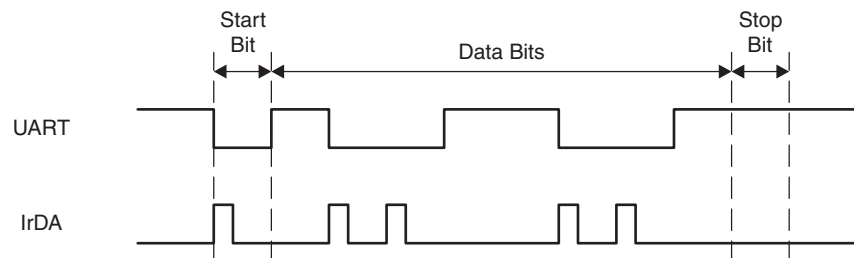 Start
Bit
Data Bits
Stop
Bit
UART
IrDA